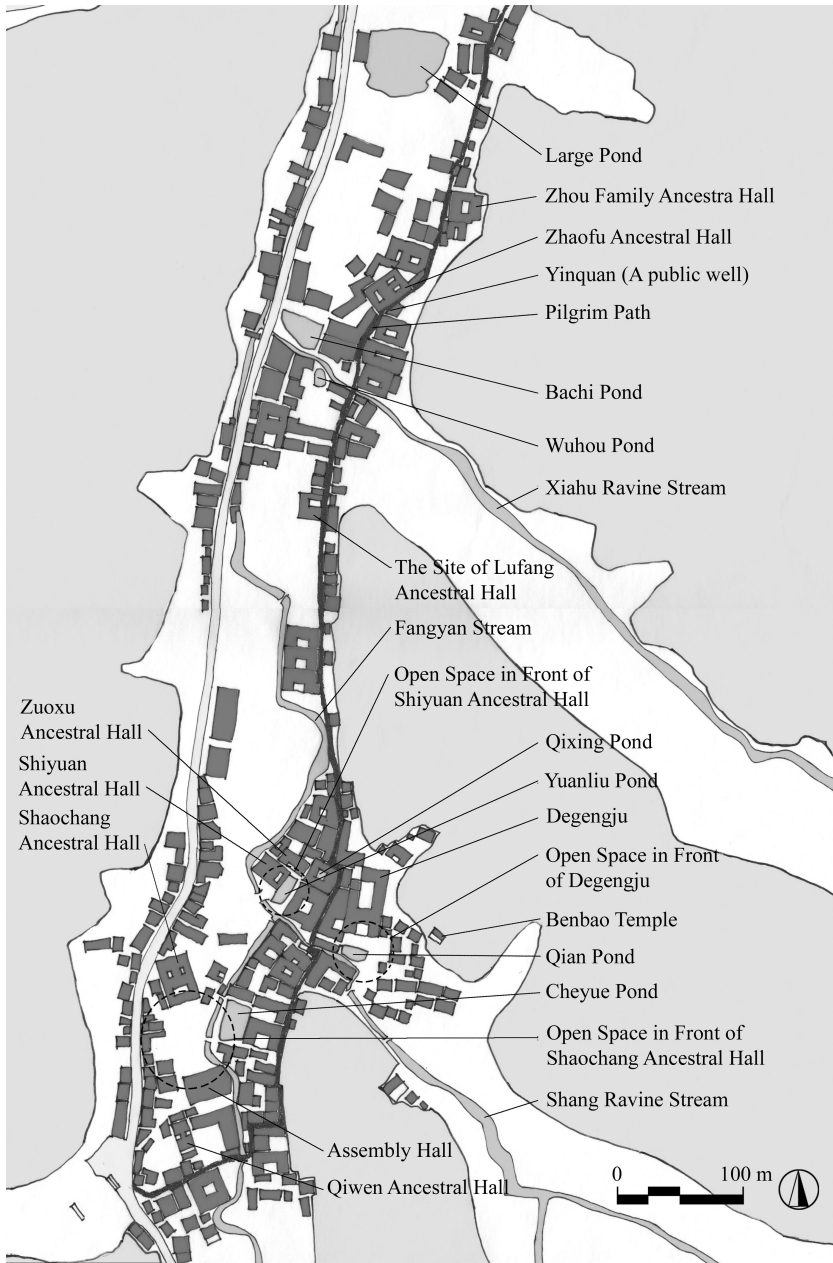 Large Pond
Zhou Family Ancestra Hall
Zhaofu Ancestral Hall
Yinquan (A public well)
Pilgrim Path
Bachi Pond
Wuhou Pond
Xiahu Ravine Stream
The Site of Lufang
Ancestral Hall
Fangyan Stream
Open Space in Front of
Shiyuan Ancestral Hall
Zuoxu
Ancestral Hall
Shiyuan
Ancestral Hall
Shaochang
Ancestral Hall
Qixing Pond
Yuanliu Pond
Degengju
Open Space in Front
of Degengju
Benbao Temple
Qian Pond
Cheyue Pond
Open Space in Front of
Shaochang Ancestral Hall
Shang Ravine Stream
Assembly Hall
Qiwen Ancestral Hall
0 100 m